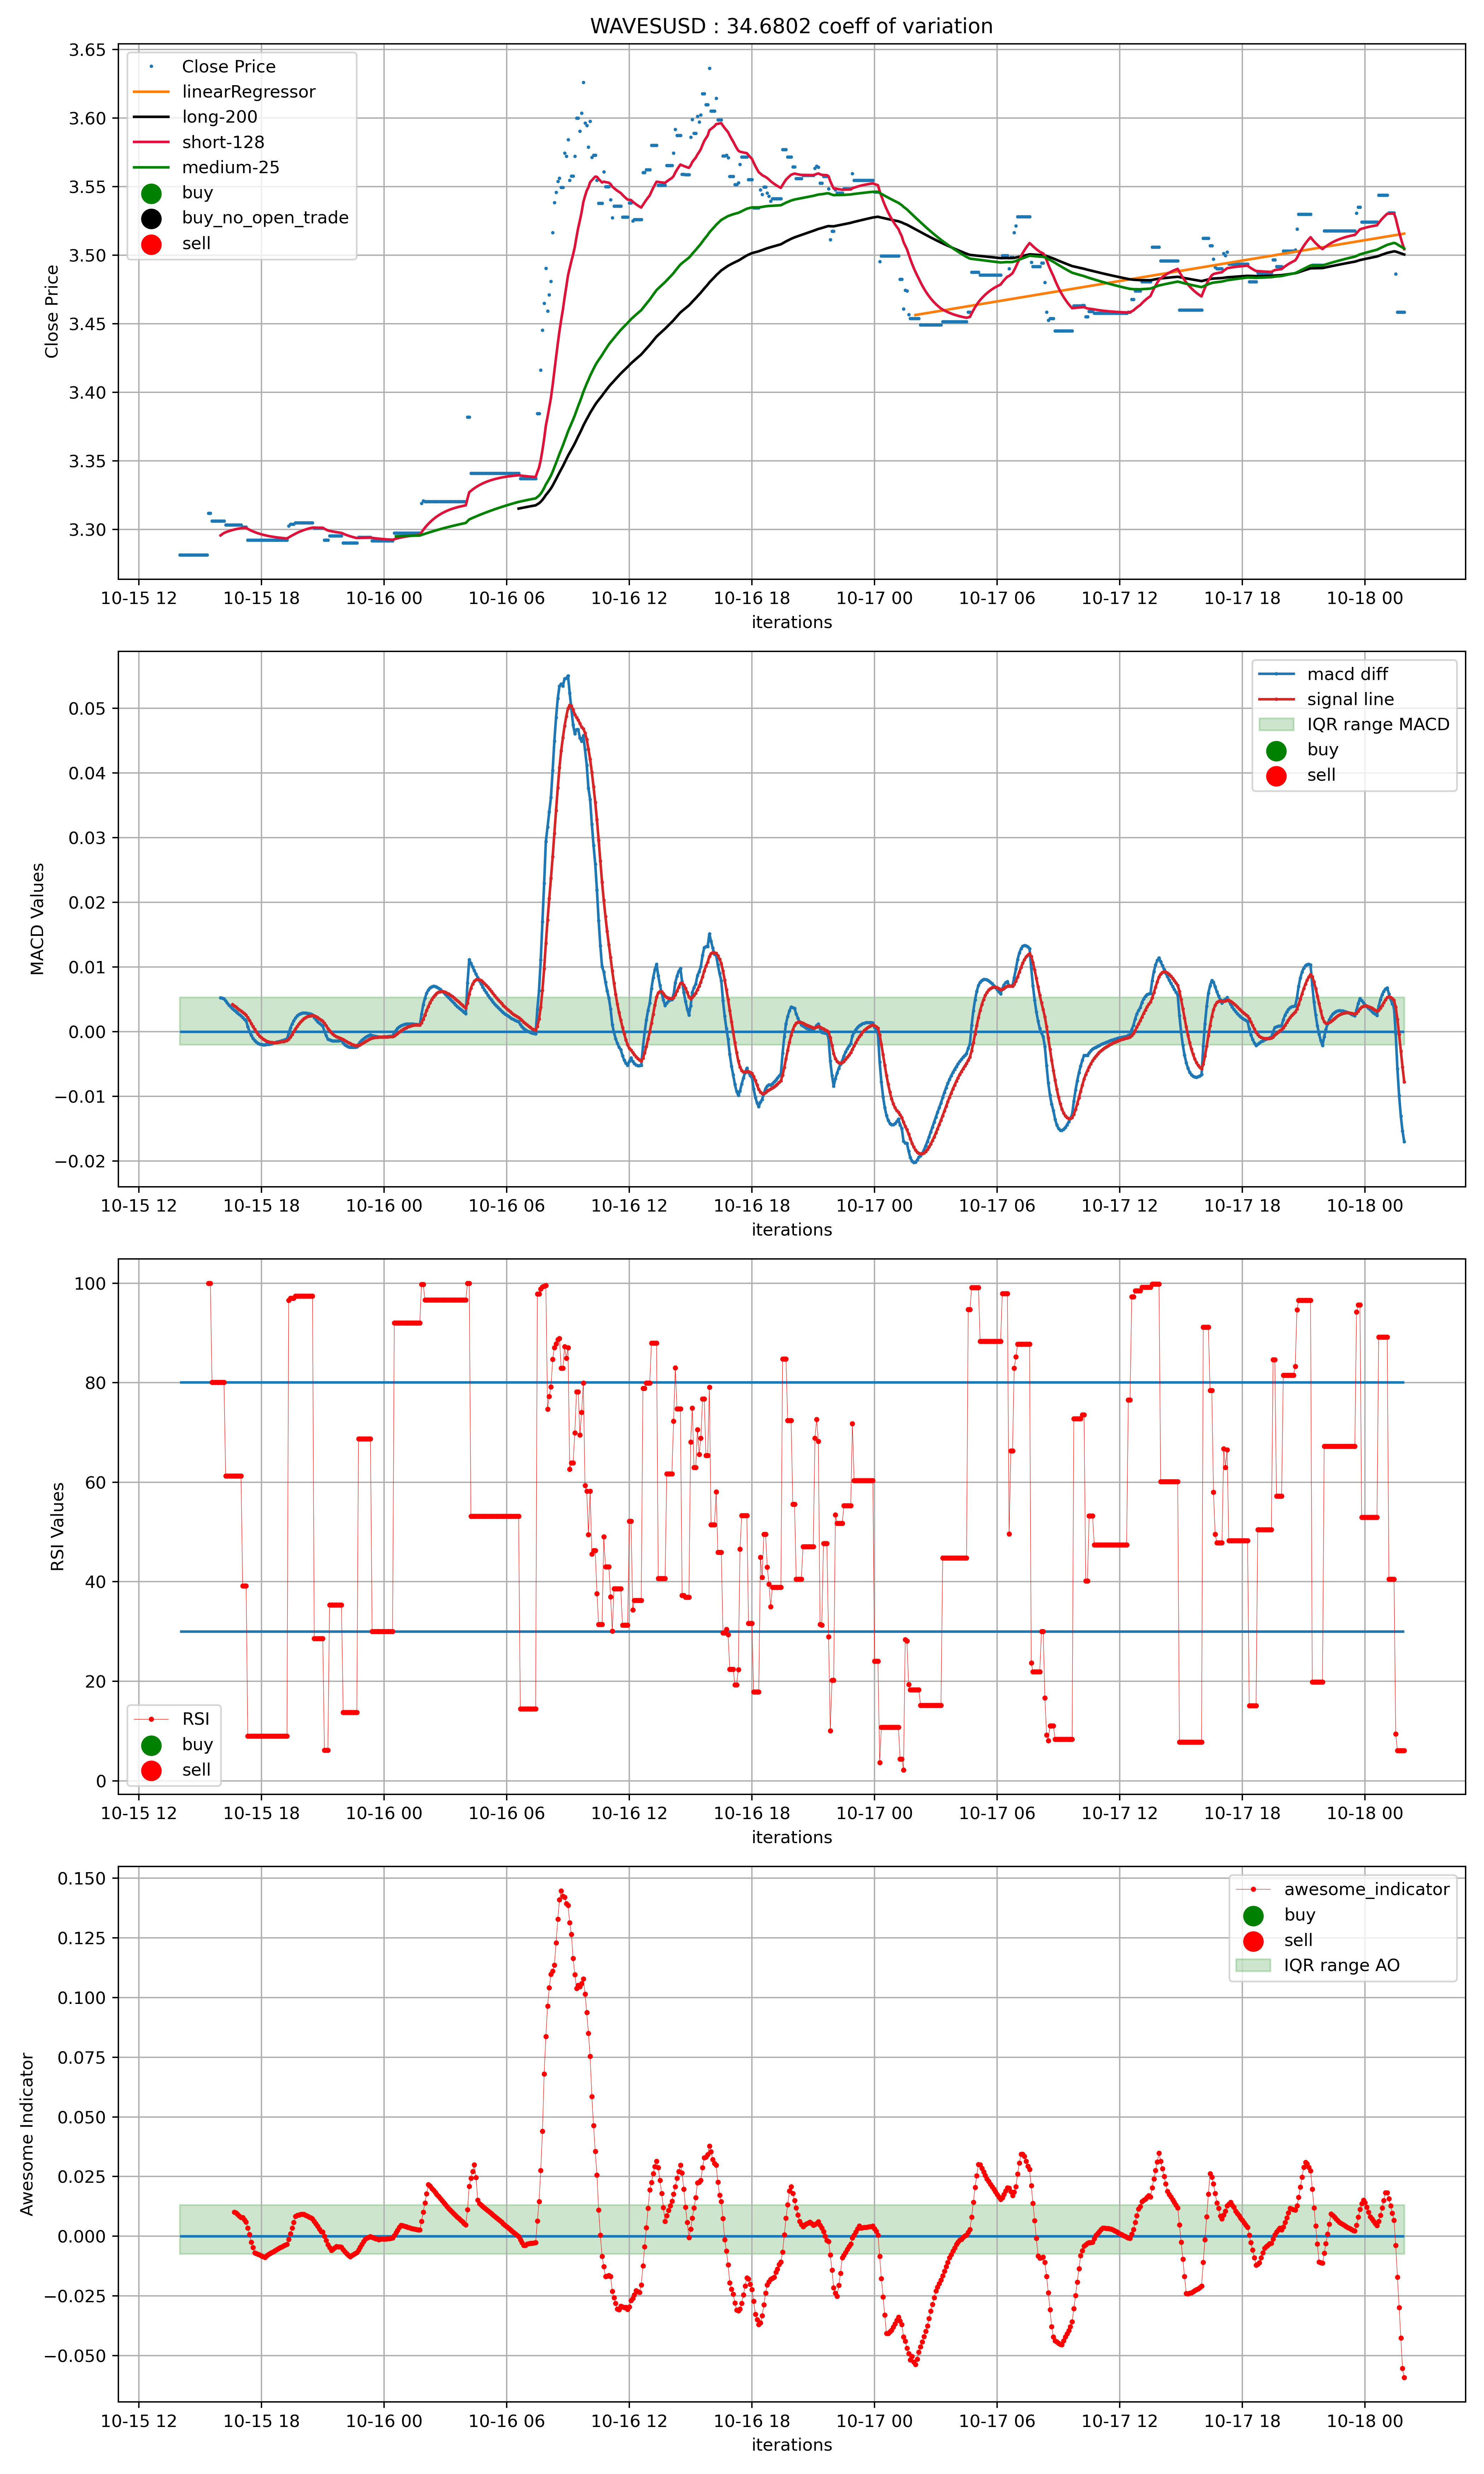 WAVESUSD : 34.6802 coeff of variation
3.65
3.60
3.55
3.50
3.45
3.40
3.35
3.30
Close Price
Close Price
linearRegressor
long-200
short-128
medium-25
buy
buy_no_open_trade
sell
10-15 12 10-15 18 10-16 00 10-16 06 10-16 12 10-16 18 10-17 00 10-17 06 10-17 12 10-17 18 10-18 00
iterations
0.05
0.04
0.03
0.02
0.01
0.00
−0.01
−0.02
MACD Values
macd diff
signal line
IQR range MACD
buy
sell
10-15 12 10-15 18 10-16 00 10-16 06 10-16 12 10-16 18 10-17 00 10-17 06 10-17 12 10-17 18 10-18 00
iterations
100
80
60
40
20
0
RSI Values
RSI
buy
sell
10-15 12 10-15 18 10-16 00 10-16 06 10-16 12 10-16 18 10-17 00 10-17 06 10-17 12 10-17 18 10-18 00
iterations
0.150
0.125
0.100
0.075
0.050
0.025
0.000
−0.025
−0.050
Awesome Indicator
awesome_indicator
buy
sell
IQR range AO
10-15 12 10-15 18 10-16 00 10-16 06 10-16 12 10-16 18 10-17 00 10-17 06 10-17 12 10-17 18 10-18 00
iterations